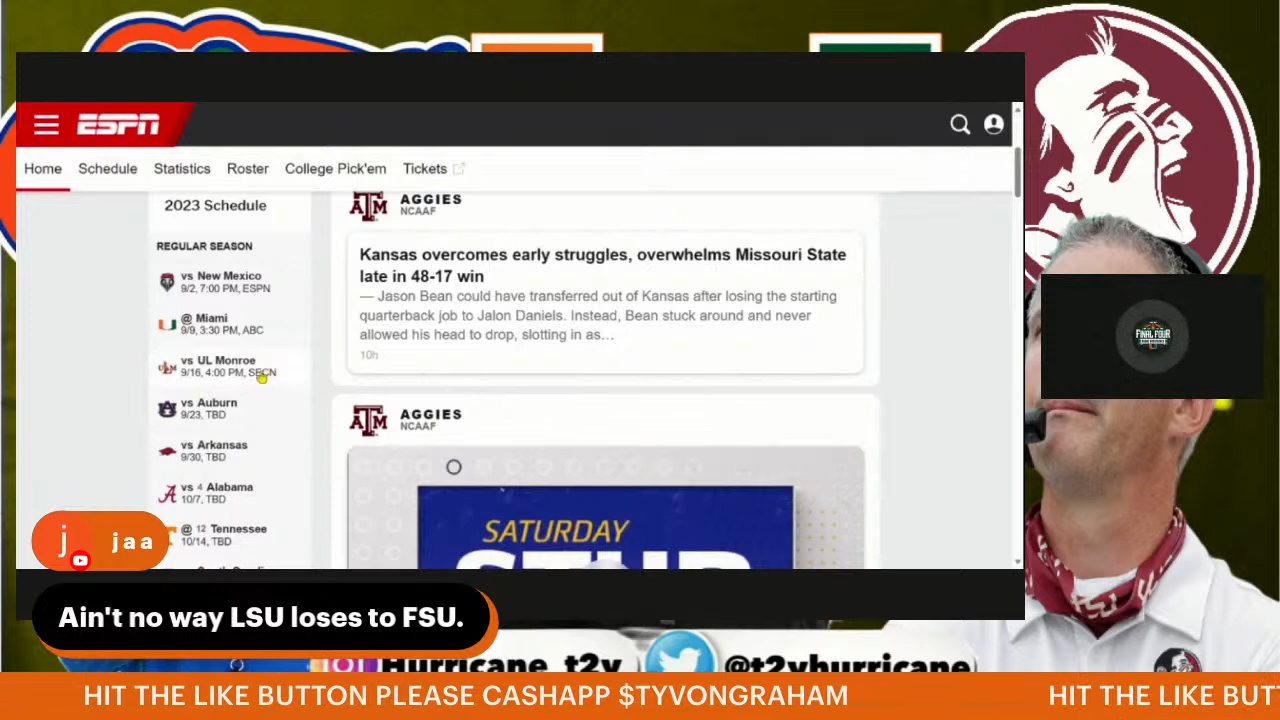 ESPN
Home Schedule Statistics Roster College Pick'em Tickets
2023 Schedule
REGULAR SEASON
vs New Mexico
9/2, 7:00 PM, ESPN
@ Miami
9/9, 3:30 PM, ABC
vs UL Monroe
9/16, 4:00 PM, SECN
vs Auburn
9/23, TBD
vs Arkansas
9/30, TBD
vs 4 Alabama
10/7, TBD
@ 12 Tennessee
10/14, TBD
AGGIES
NCAAF
Kansas overcomes early struggles, overwhelms Missouri State
late in 48-17 win
— Jason Bean could have transferred out of Kansas after losing the starting
quarterback job to Jalon Daniels. Instead, Bean stuck around and never
allowed his head to drop, slotting in as…
10h
AGGIES
NCAAF
SATURDAY
FINAL FOUR
j
jaa
Ain't no way LSU loses to FSU.
Hurricane_t2y
@t2yhurricane
HIT THE LIKE BUTTON PLEASE CASHAPP $TYVONGRAHAM HIT THE LIKE BUTT